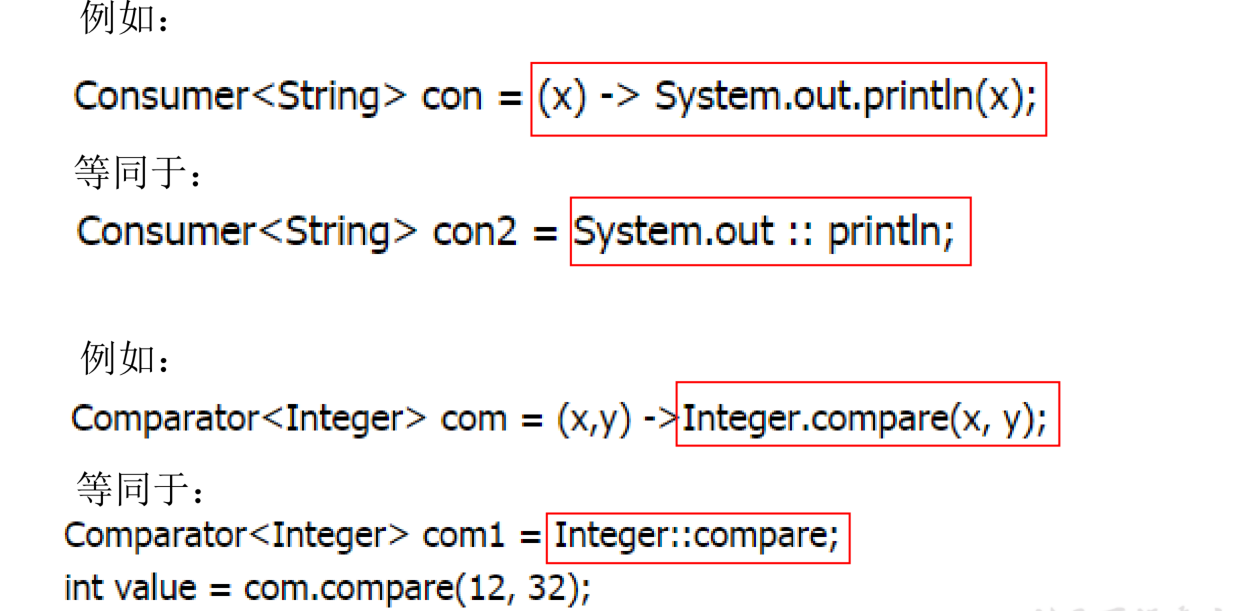 例如：
Consumer<String> con = (x) -> System.out.println(x);
等同于：
Consumer<String> con2 = System.out :: println;
例如：
Comparator<Integer> com = (x,y) ->Integer.compare(x, y);
等同于：
Comparator<Integer> com1 = Integer::compare;
int value = com.compare(12, 32);